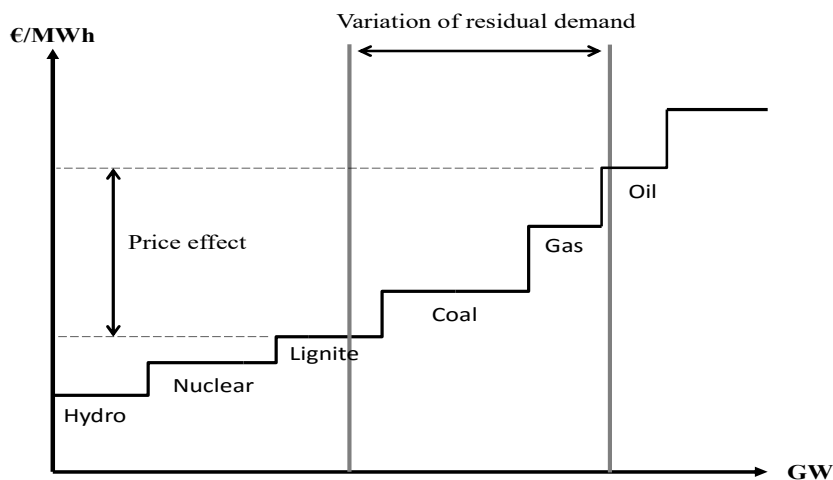 Variation of residual demand
€/MWh
Oil
Gas
Price effect
Coal
Lignite
Nuclear
Hydro
GW